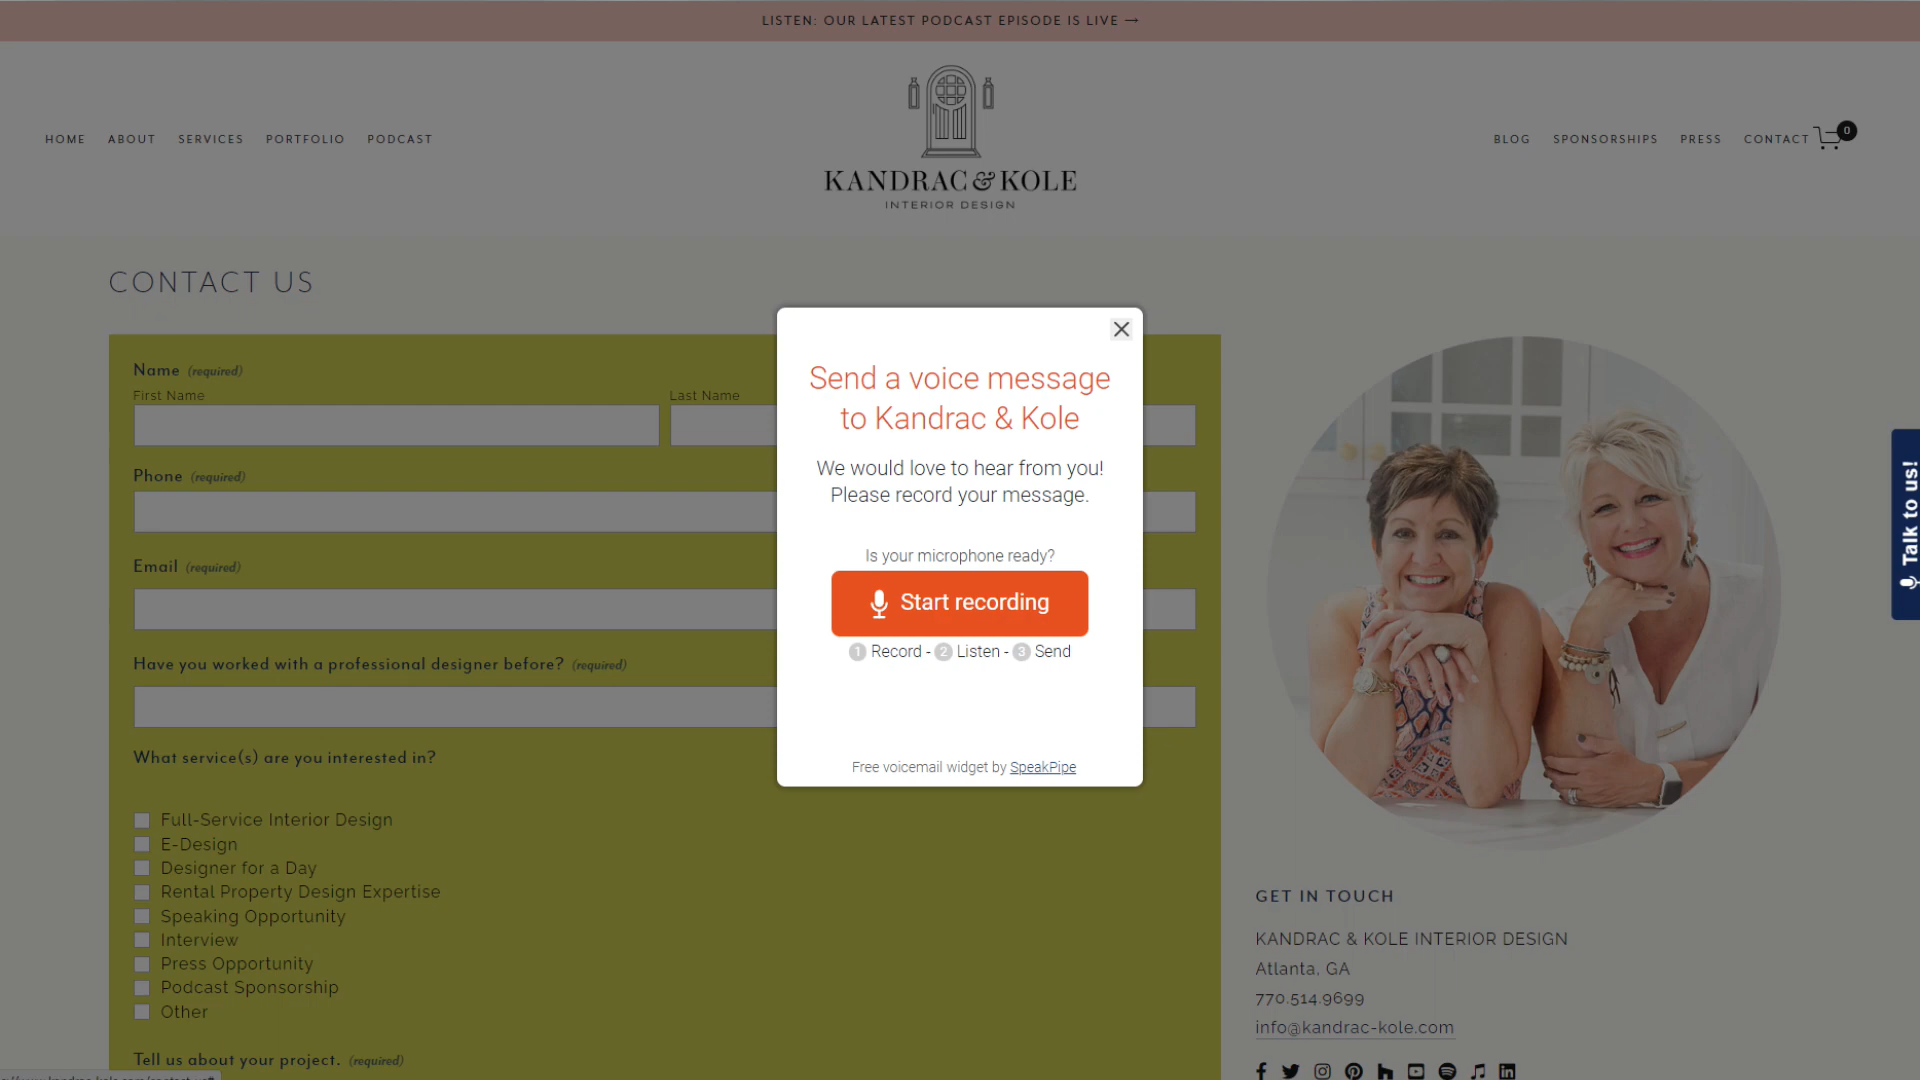 LISTEN: OUR LATEST PODCAST EPISODE IS LIVE →
HOME ABOUT SERVICES PORTFOLIO PODCAST
KANDRAC & KOLE
INTERIOR DESIGN
BLOG SPONSORSHIPS PRESS CONTACT 0
CONTACT US
Name (required)
First Name Last Name
Phone (required)
Email (required)
Have you worked with a professional designer before? (required)
What service(s) are you interested in?
Full-Service Interior Design
E-Design
Designer for a Day
Rental Property Design Expertise
Speaking Opportunity
Interview
Press Opportunity
Podcast Sponsorship
Other
Tell us about your project. (required)
Send a voice message
to Kandrac & Kole
We would love to hear from you!
Please record your message.
Is your microphone ready?
Start recording
1 Record - 2 Listen - 3 Send
Free voicemail widget by SpeakPipe
Talk to us!
GET IN TOUCH
KANDRAC & KOLE INTERIOR DESIGN
Atlanta, GA
770.514.9699
info@kandrac-kole.com